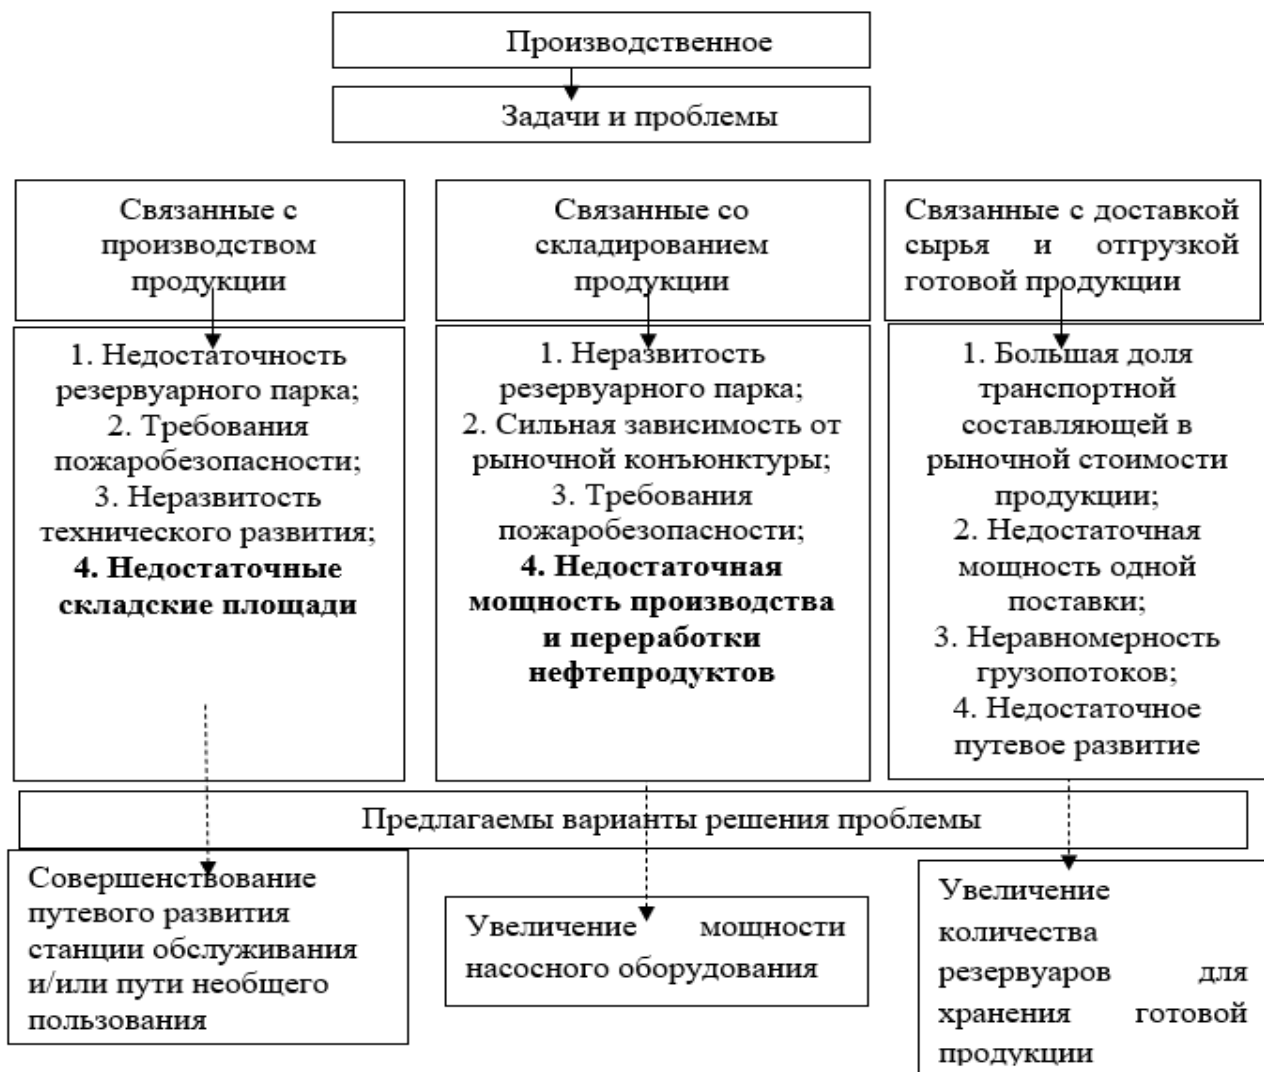 Производственное
Задачи и проблемы
Связанные с
производством
продукции
Связанные со
складированием
продукции
Связанные с доставкой
сырья и отгрузкой
готовой продукции
1. Недостаточность
резервуарного парка;
2. Требования
пожаробезопасности;
3. Неразвитость
технического развития;
4. Недостаточные
складские площади
1. Неразвитость
резервуарного парка;
2. Сильная зависимость от
рыночной конъюнктуры;
3. Требования
пожаробезопасности;
4. Недостаточная
мощность производства
и переработки
нефтепродуктов
1. Большая доля
транспортной
составляющей в
рыночной стоимости
продукции;
2. Недостаточная
мощность одной
поставки;
3. Неравномерность
грузопотоков;
4. Недостаточное
путевое развитие
Предлагаемы варианты решения проблемы
Совершенствование
путевого развития
станции обслуживания
и/или пути необщего
пользования
Увеличение мощности
насосного оборудования
Увеличение
количества
резервуаров для
хранения готовой
продукции